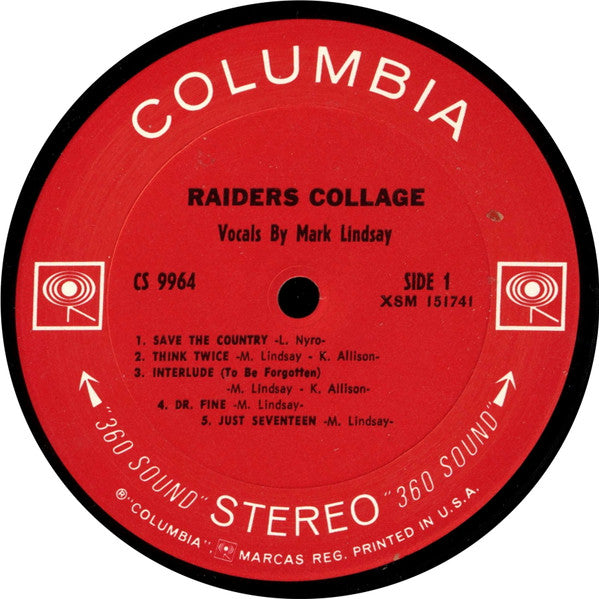 COLUMBIA
RAIDERS COLLAGE
Vocals By Mark Lindsay
CS 9964
SIDE 1
XSM 151741
1. SAVE THE COUNTRY -L. Nyro-
2. THINK TWICE -M. Lindsay - K. Allison-
3. INTERLUDE (To Be Forgotten)
-M. Lindsay - K. Allison-
4. DR. FINE -M. Lindsay-
5. JUST SEVENTEEN -M. Lindsay-
"360 SOUND" STEREO "360 SOUND"
®"COLUMBIA", MARCAS REG. PRINTED IN U.S.A.